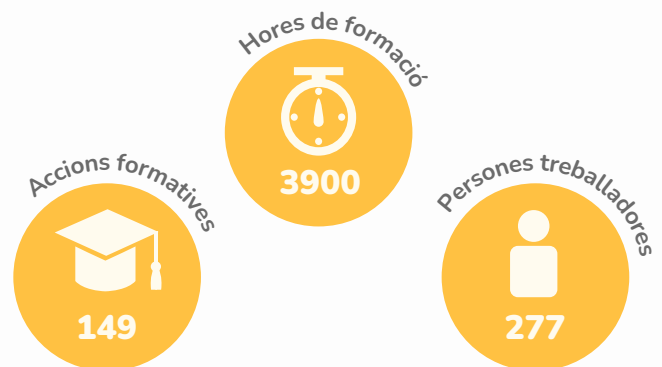 Hores de formació
3900
Accions formatives
149
Persones treballadores
277